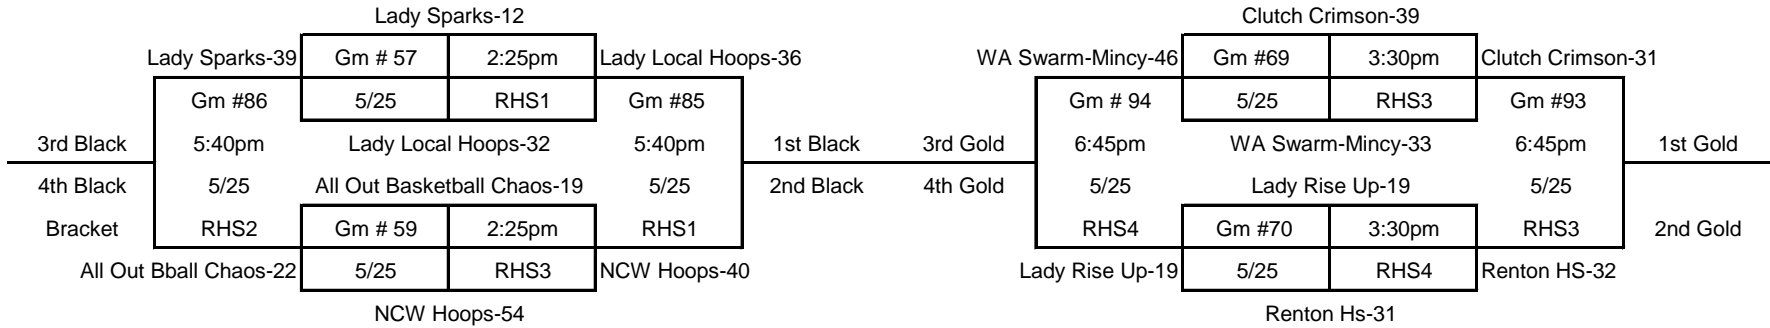 Lady Sparks-12 Clutch Crimson-39
Lady Sparks-39 Gm # 57 2:25pm Lady Local Hoops-36 WA Swarm-Mincy-46 Gm #69 3:30pm Clutch Crimson-31
Gm #86 5/25 RHS1 Gm #85 Gm # 94 5/25 RHS3 Gm #93
3rd Black 5:40pm Lady Local Hoops-32 5:40pm 1st Black 3rd Gold 6:45pm WA Swarm-Mincy-33 6:45pm 1st Gold
4th Black 5/25 All Out Basketball Chaos-19 5/25 2nd Black 4th Gold 5/25 Lady Rise Up-19 5/25
Bracket RHS2 Gm # 59 2:25pm RHS1 RHS4 Gm #70 3:30pm RHS3 2nd Gold
All Out Bball Chaos-22 5/25 RHS3 NCW Hoops-40 Lady Rise Up-19 5/25 RHS4 Renton HS-32
NCW Hoops-54 Renton Hs-31